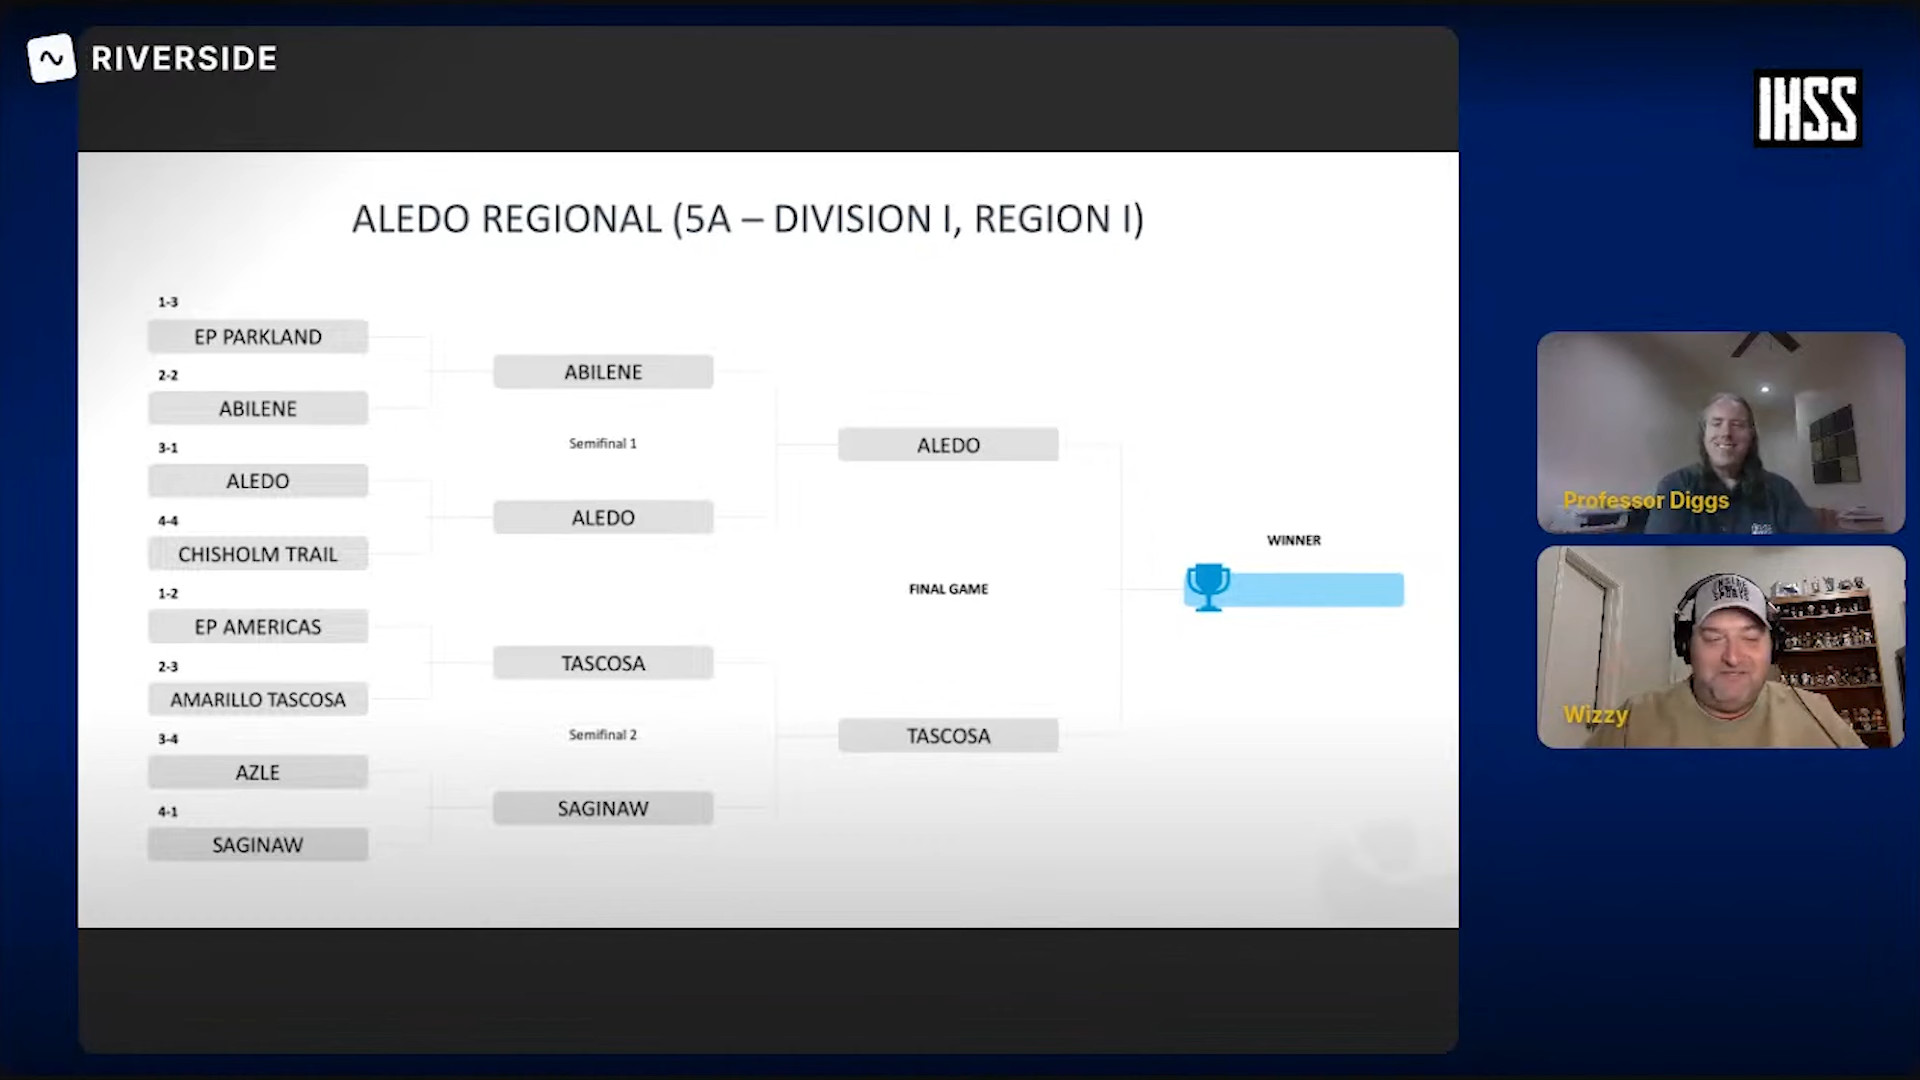 RIVERSIDE
IHSS
ALEDO REGIONAL (5A – DIVISION I, REGION I)
1-3
EP PARKLAND
2-2
ABILENE
3-1
ALEDO
4-4
CHISHOLM TRAIL
1-2
EP AMERICAS
2-3
AMARILLO TASCOSA
3-4
AZLE
4-1
SAGINAW
ABILENE
Semifinal 1
ALEDO
TASCOSA
Semifinal 2
SAGINAW
ALEDO
FINAL GAME
TASCOSA
WINNER
Professor Diggs
Wizzy